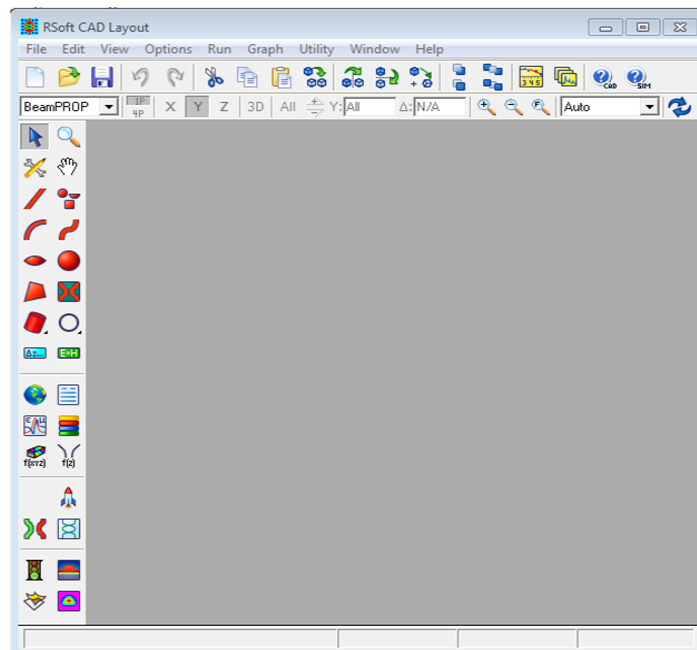 RSoft CAD Layout
File Edit View Options Run Graph Utility Window Help
3 4 5 CAD SIM
BeamPROP 1P 4P X Y Z 3D All Y: All Δ: N/A Auto
f(xyz) f(z)